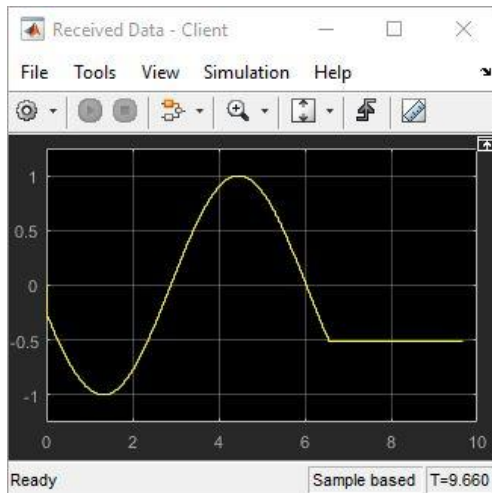 Received Data - Client
File Tools View Simulation Help
1
0.5
0
-0.5
-1
0 2 4 6 8 10
Ready Sample based T=9.660